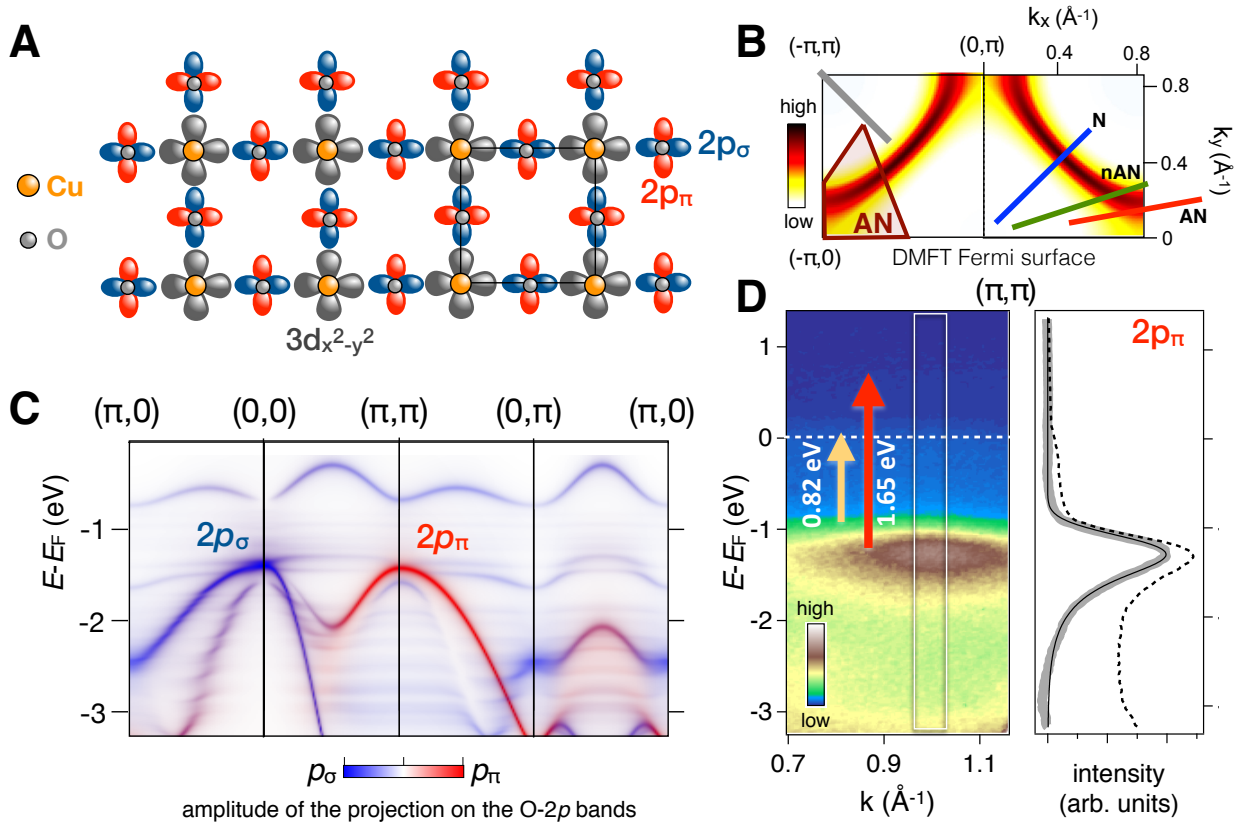 A
2pσ
2pπ
Cu
O
3dx²-y²
B
kx (Å-1)
(-π,π)
(0,π)
0.4
0.8
high
low
N
nAN
AN
AN
0.8
0.4
0
ky (Å-1)
(-π,0)
DMFT Fermi surface
(π,π)
C
(π,0)
(0,0)
(π,π)
(0,π)
(π,0)
2pσ
2pπ
E-EF (eV)
-1
-2
-3
pσ
pπ
amplitude of the projection on the O-2p bands
D
2pπ
E-EF (eV)
1
0
-1
-2
-3
0.82 eV
1.65 eV
high
low
0.7
0.9
1.1
k (Å-1)
intensity
(arb. units)